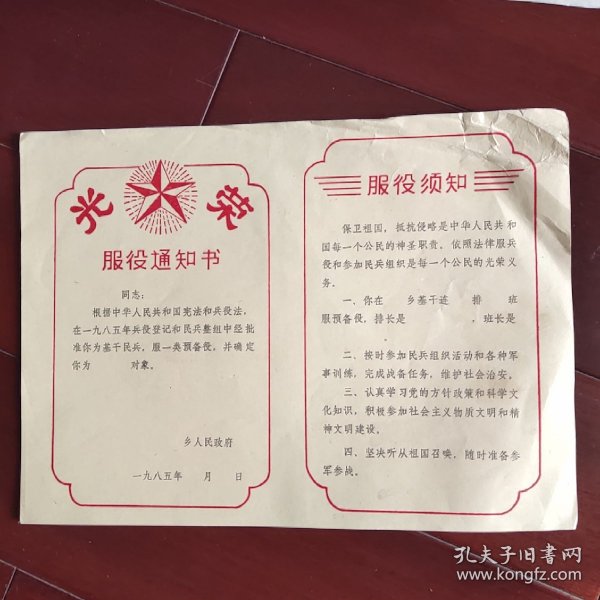 光荣
服役通知书
同志：
根据中华人民共和国宪法和兵役法，
在一九八五年兵役登记和民兵整组中经批
准你为基干民兵，服一类预备役，并确定
你为 对象。
乡人民政府
一九八五年 月 日
服役须知
保卫祖国，抵抗侵略是中华人民共和
国每一个公民的神圣职责。依照法律服兵
役和参加民兵组织是每一个公民的光荣义
务。
一、你在 乡基干连 排 班
服预备役，排长是 ，班长是
。
二、按时参加民兵组织活动和各种军
事训练，完成战备任务，维护社会治安。
三、认真学习党的方针政策和科学文
化知识，积极参加社会主义物质文明和精
神文明建设。
四、坚决听从祖国召唤，随时准备参
军参战。
孔夫子旧书网
www.kongfz.com